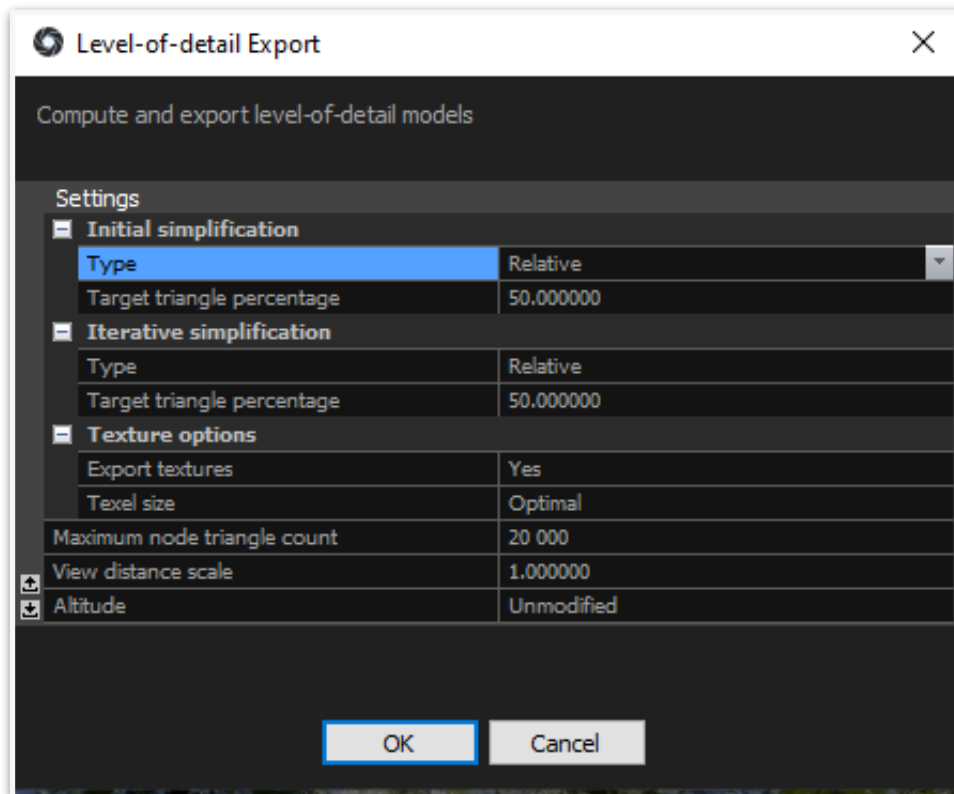 Level-of-detail Export
Compute and export level-of-detail models
Settings
Initial simplification
Type Relative
Target triangle percentage 50.000000
Iterative simplification
Type Relative
Target triangle percentage 50.000000
Texture options
Export textures Yes
Texel size Optimal
Maximum node triangle count 20 000
View distance scale 1.000000
Altitude Unmodified
OK Cancel